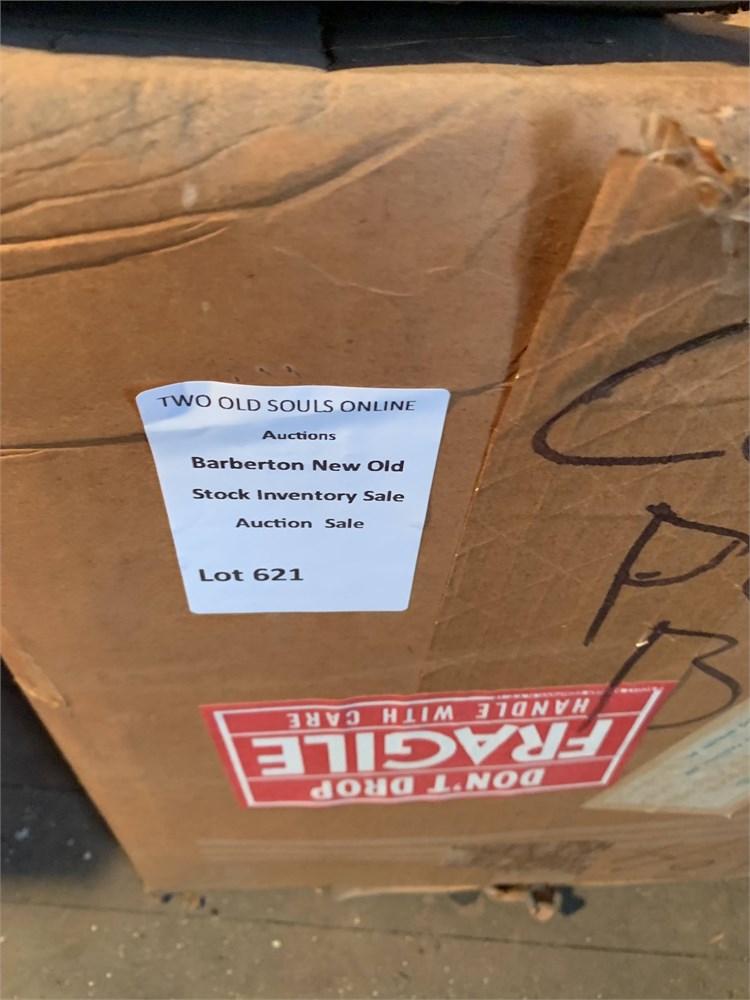 TWO OLD SOULS ONLINE
Auctions
Barberton New Old
Stock Inventory Sale
Auction Sale
Lot 621
DON'T DROP
FRAGILE
HANDLE WITH CARE